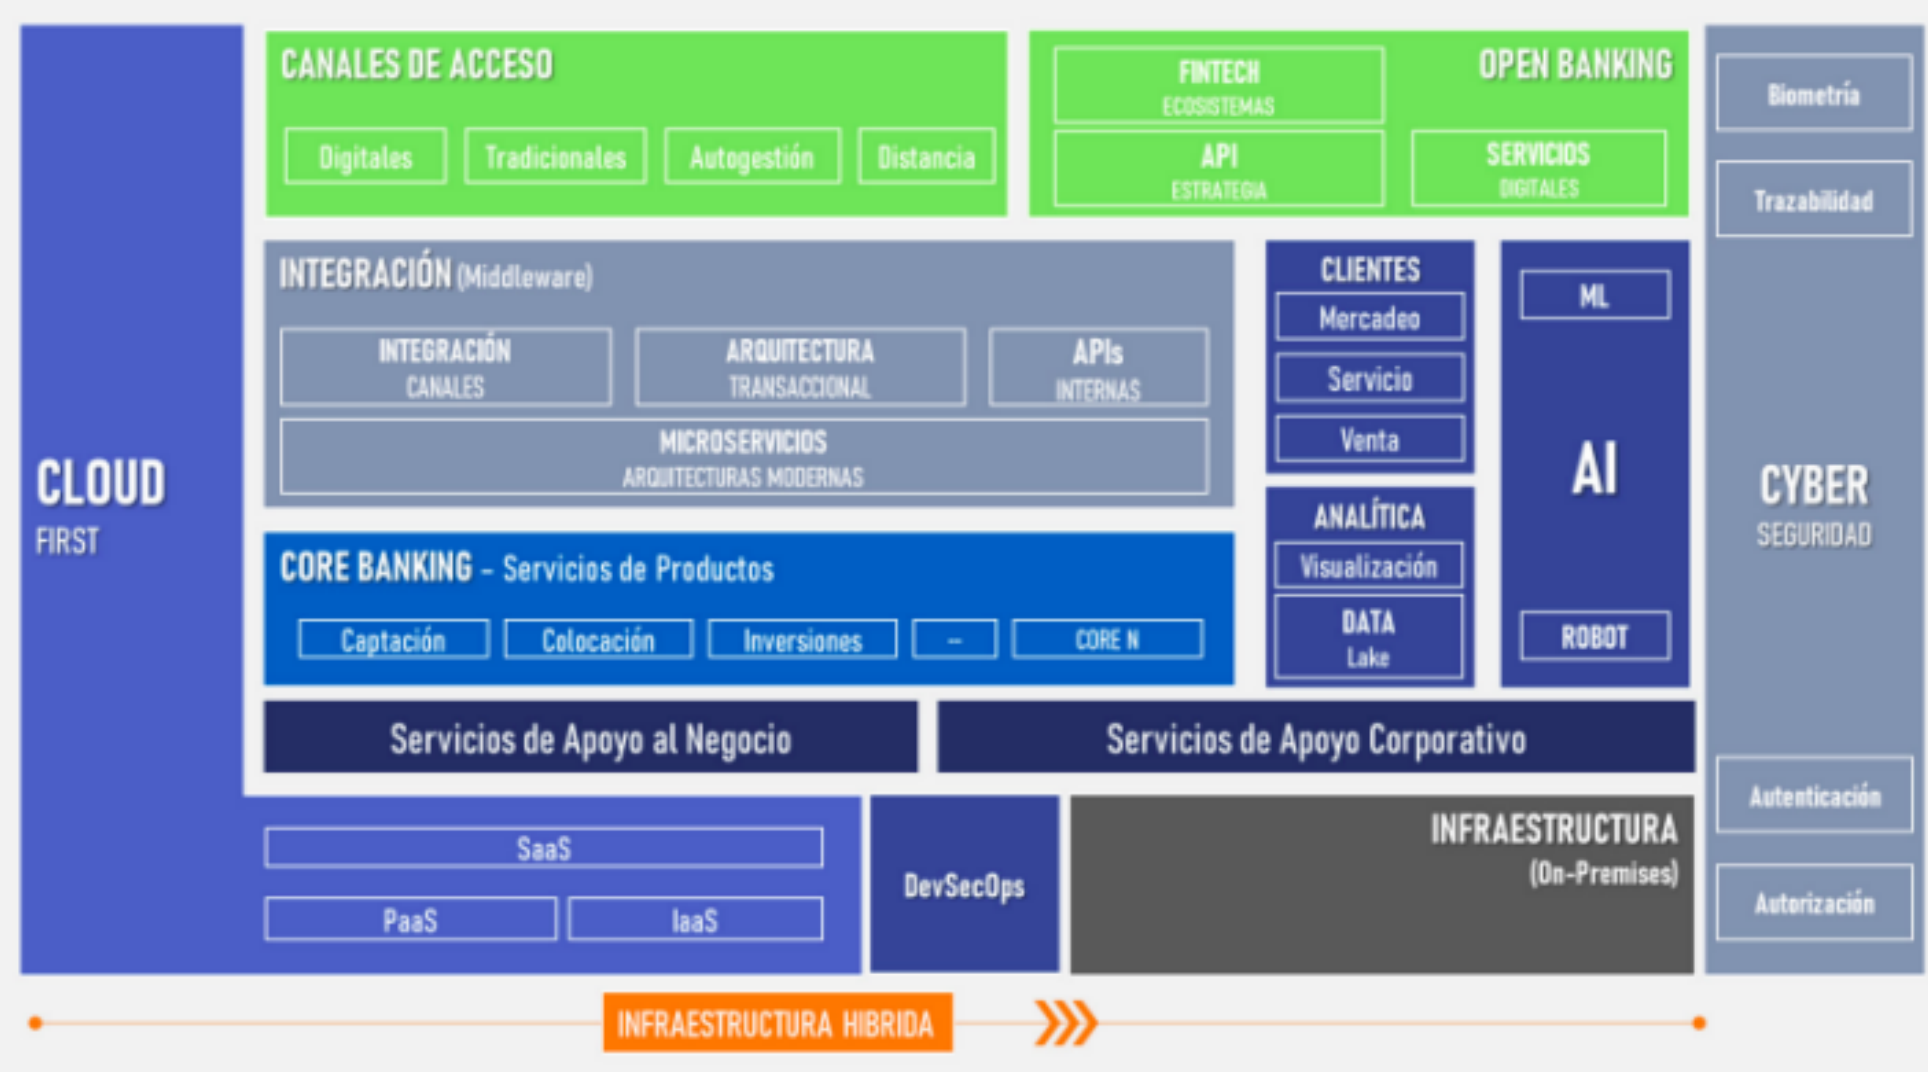 CANALES DE ACCESO
Digitales
Tradicionales
Autogestión
Distancia
OPEN BANKING
FINTECH
ECOSISTEMAS
API
ESTRATEGIA
SERVICIOS
DIGITALES
Biometría
Trazabilidad
CLOUD
FIRST
INTEGRACIÓN (Middleware)
INTEGRACIÓN
CANALES
ARQUITECTURA
TRANSACCIONAL
APIs
INTERNAS
MICROSERVICIOS
ARQUITECTURAS MODERNAS
CLIENTES
Mercadeo
Servicio
Venta
ML
AI
ROBOT
CYBER
SEGURIDAD
CORE BANKING – Servicios de Productos
Captación
Colocación
Inversiones
–
CORE N
ANALÍTICA
Visualización
DATA
Lake
Servicios de Apoyo al Negocio
Servicios de Apoyo Corporativo
SaaS
PaaS
IaaS
DevSecOps
INFRAESTRUCTURA
(On-Premises)
Autenticación
Autorización
INFRAESTRUCTURA HIBRIDA